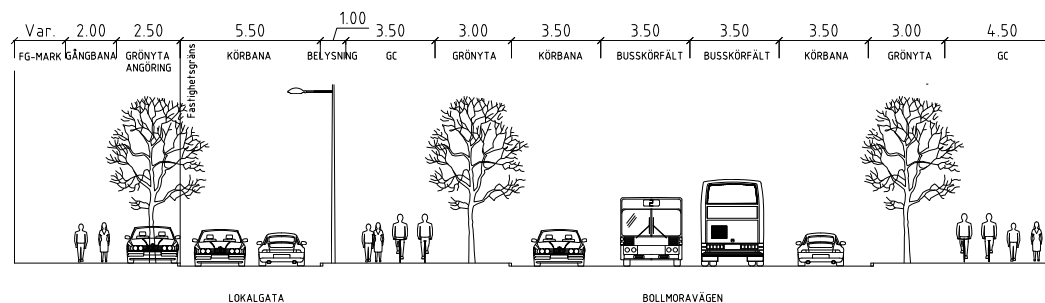 Var. 2.00 2.50 5.50 1.00 3.50 3.00 3.50 3.50 3.50 3.50 3.00 4.50
FG-MARK GÅNGBANA GRÖNYTA KÖRBANA BELYSNING GC GRÖNYTA KÖRBANA BUSSKÖRFÄLT BUSSKÖRFÄLT KÖRBANA GRÖNYTA GC
ANGÖRING
Fastighetsgräns
2
LOKALGATA BOLLMORAVÄGEN